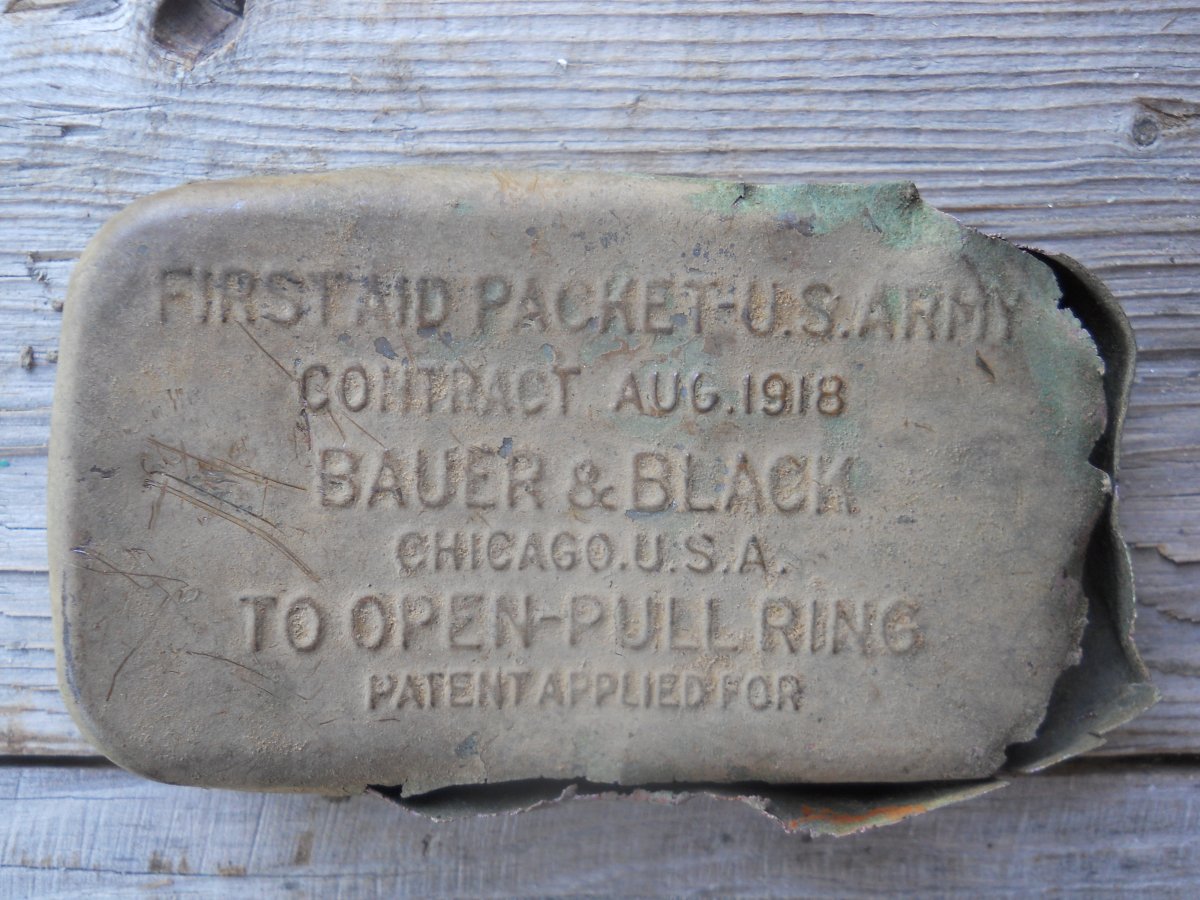 FIRST AID PACKET-U.S.ARMY
CONTRACT AUG.1918
BAUER & BLACK
CHICAGO.U.S.A.
TO OPEN-PULL RING
PATENT APPLIED FOR